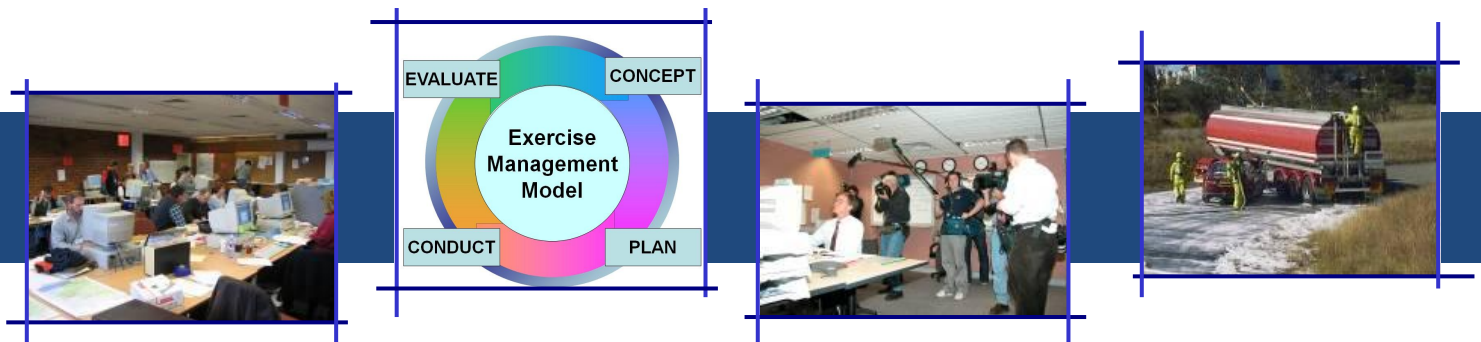 EVALUATE
CONCEPT
Exercise
Management
Model
CONDUCT
PLAN